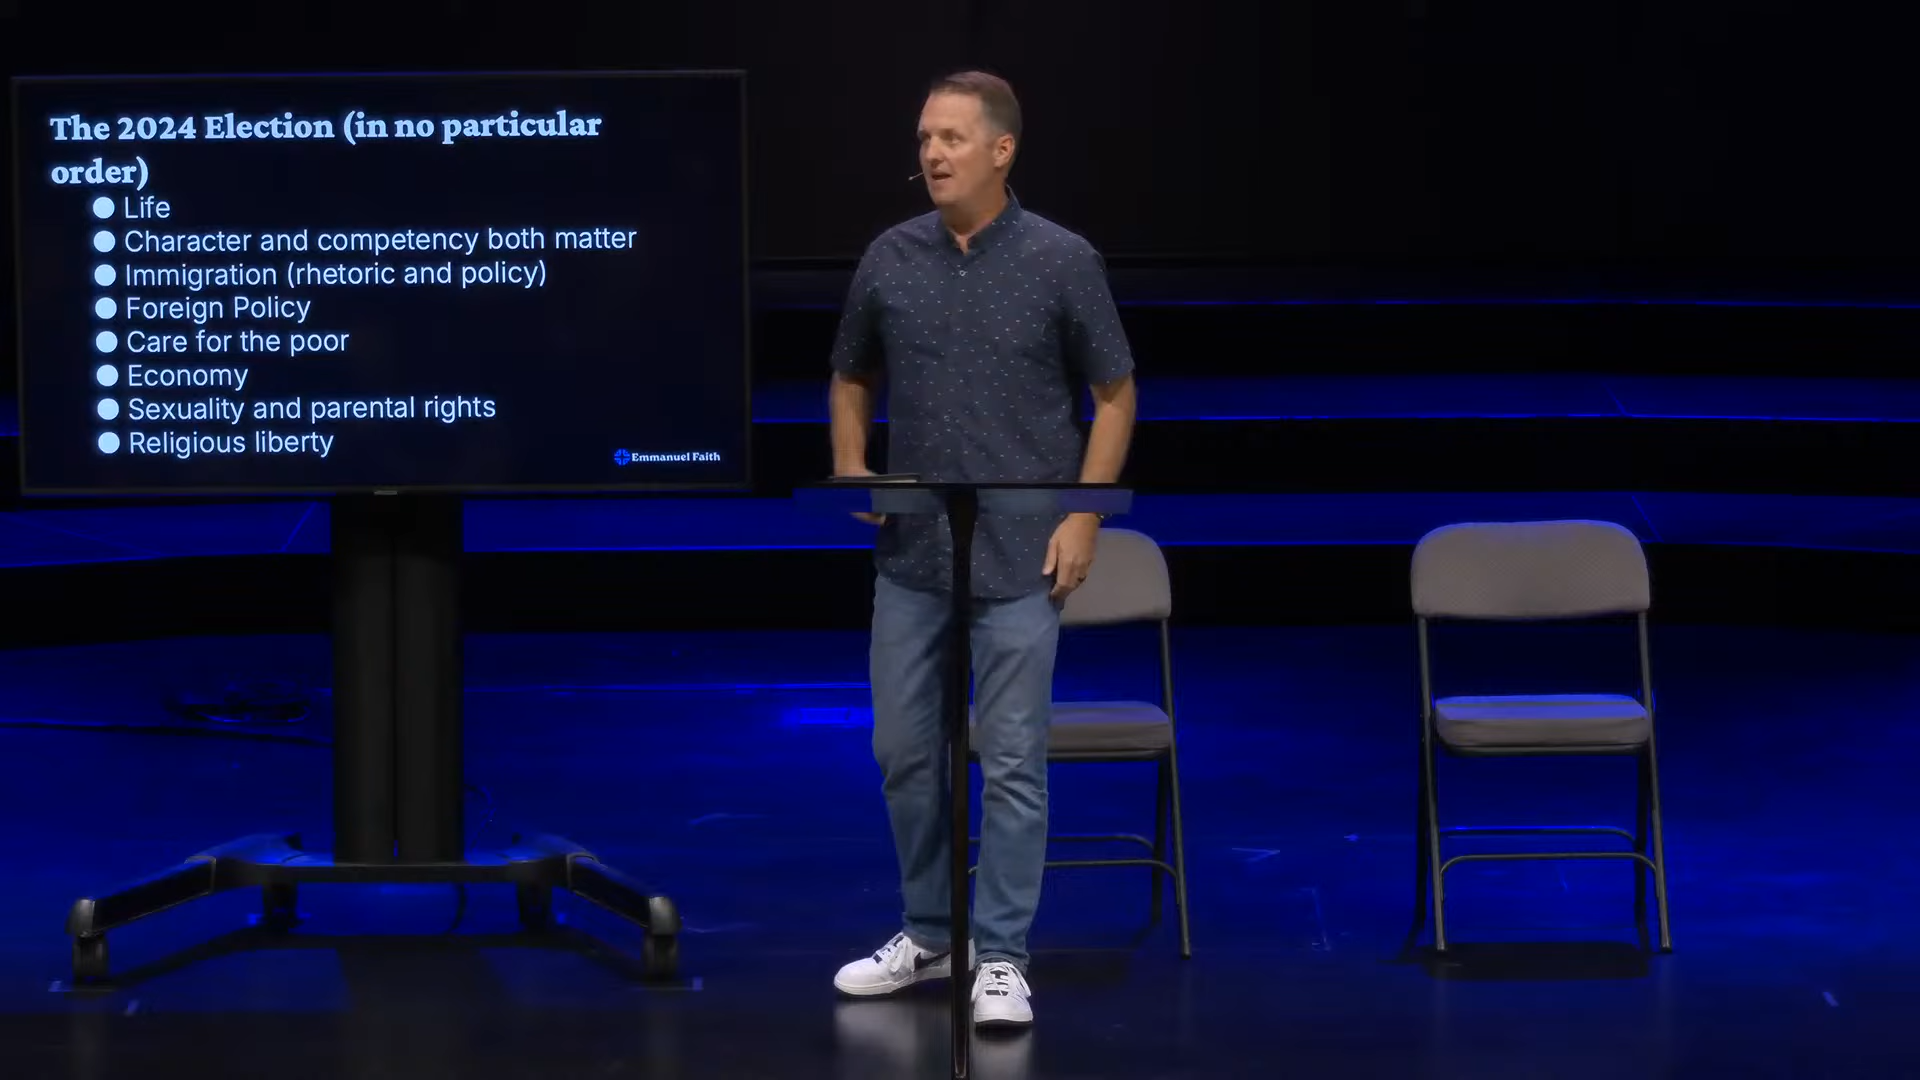 The 2024 Election (in no particular
order)
● Life
● Character and competency both matter
● Immigration (rhetoric and policy)
● Foreign Policy
● Care for the poor
● Economy
● Sexuality and parental rights
● Religious liberty
Emmanuel Faith